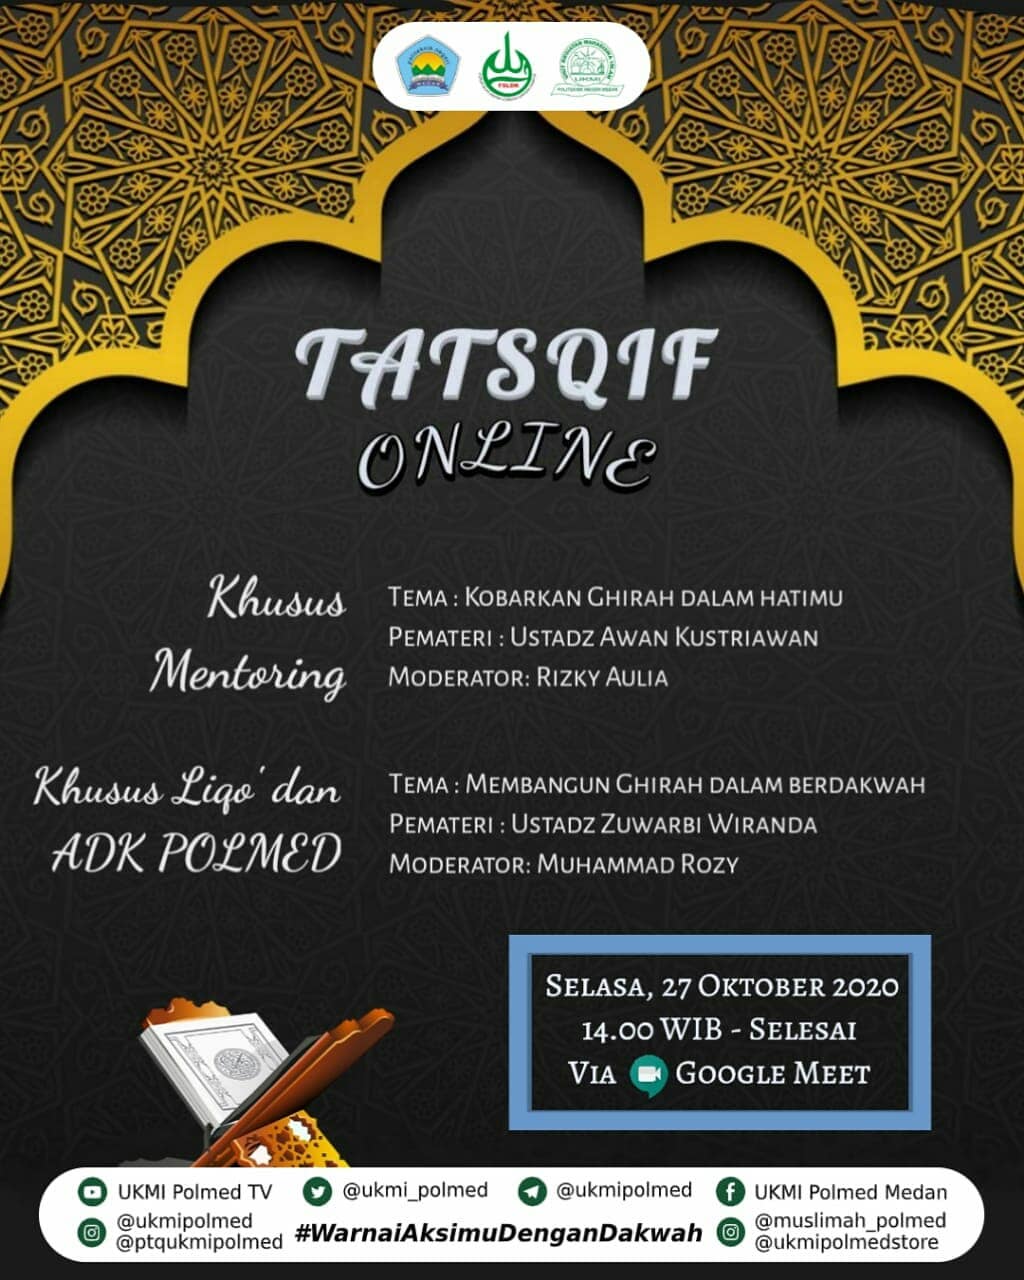 TATSQIF
ONLINE
Khusus
Mentoring
Tema : Kobarkan Ghirah dalam hatimu
Pemateri : Ustadz Awan Kustriawan
Moderator: Rizky Aulia
Khusus Liqo' dan
ADK POLMED
Tema : Membangun Ghirah dalam berdakwah
Pemateri : Ustadz Zuwarbi Wiranda
Moderator: Muhammad Rozy
Selasa, 27 Oktober 2020
14.00 WIB - Selesai
Via Google Meet
UKMI Polmed TV
@ukmi_polmed
@ukmipolmed
UKMI Polmed Medan
@ukmipolmed
@ptqukmipolmed
#WarnaiAksimuDenganDakwah
@muslimah_polmed
@ukmipolmedstore